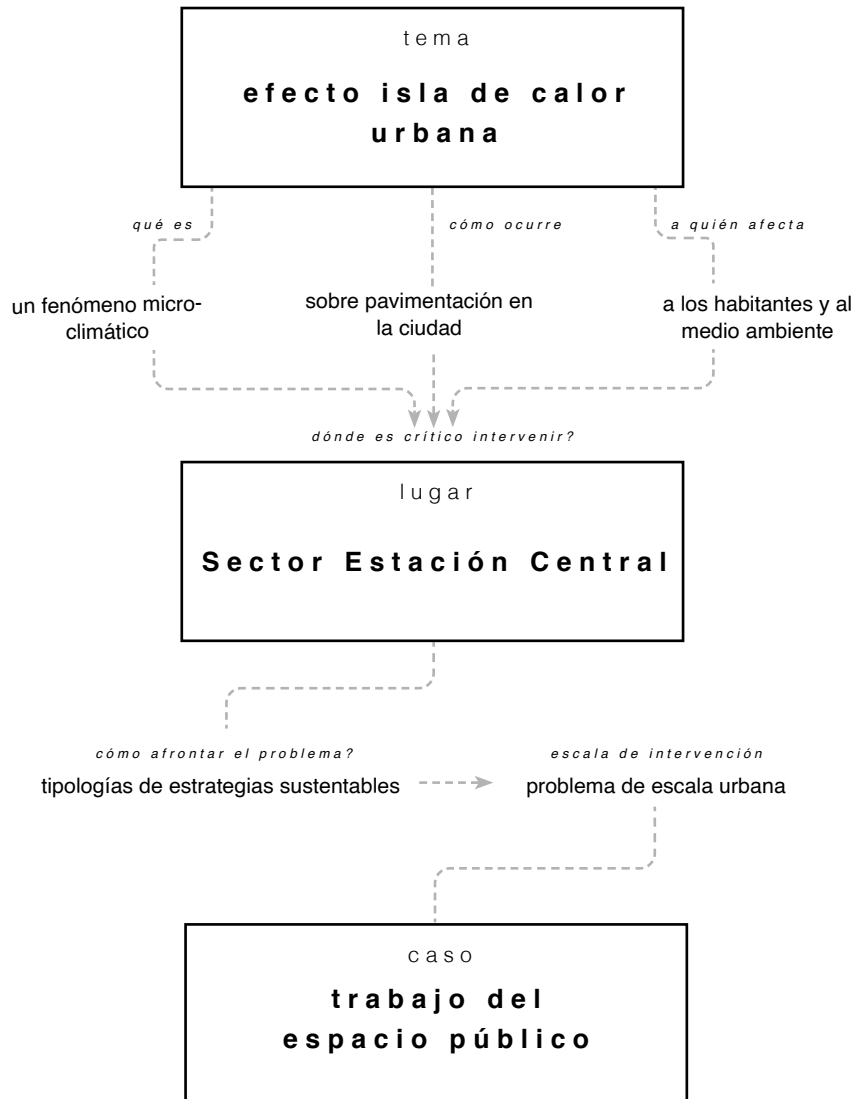 tema
efecto isla de calor
urbana
qué es
cómo ocurre
a quién afecta
un fenómeno micro-
climático
sobre pavimentación en
la ciudad
a los habitantes y al
medio ambiente
dónde es crítico intervenir?
lugar
Sector Estación Central
cómo afrontar el problema?
escala de intervención
tipologías de estrategias sustentables
problema de escala urbana
caso
trabajo del
espacio público